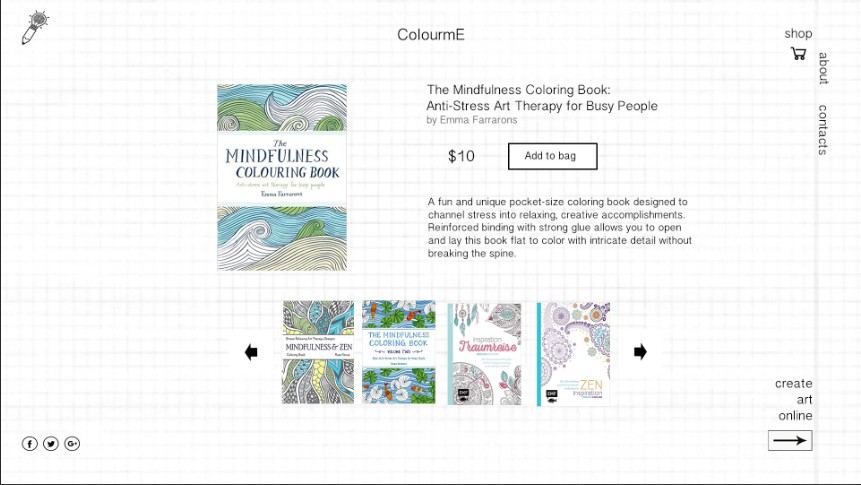 ColourmE
shop
about
contacts
The Mindfulness Coloring Book:
Anti-Stress Art Therapy for Busy People
by Emma Farrarons
$10
Add to bag
The
MINDFULNESS
COLOURING BOOK
Anti-stress art therapy for busy people
Emma Farrarons
A fun and unique pocket-size coloring book designed to
channel stress into relaxing, creative accomplishments.
Reinforced binding with strong glue allows you to open
and lay this book flat to color with intricate detail without
breaking the spine.
MINDFULNESS & ZEN
Coloring Book
THE MINDFULNESS
COLORING BOOK
VOLUME TWO
inspiration
Traumreise
ZEN
inspiration
create
art
online
f
G+